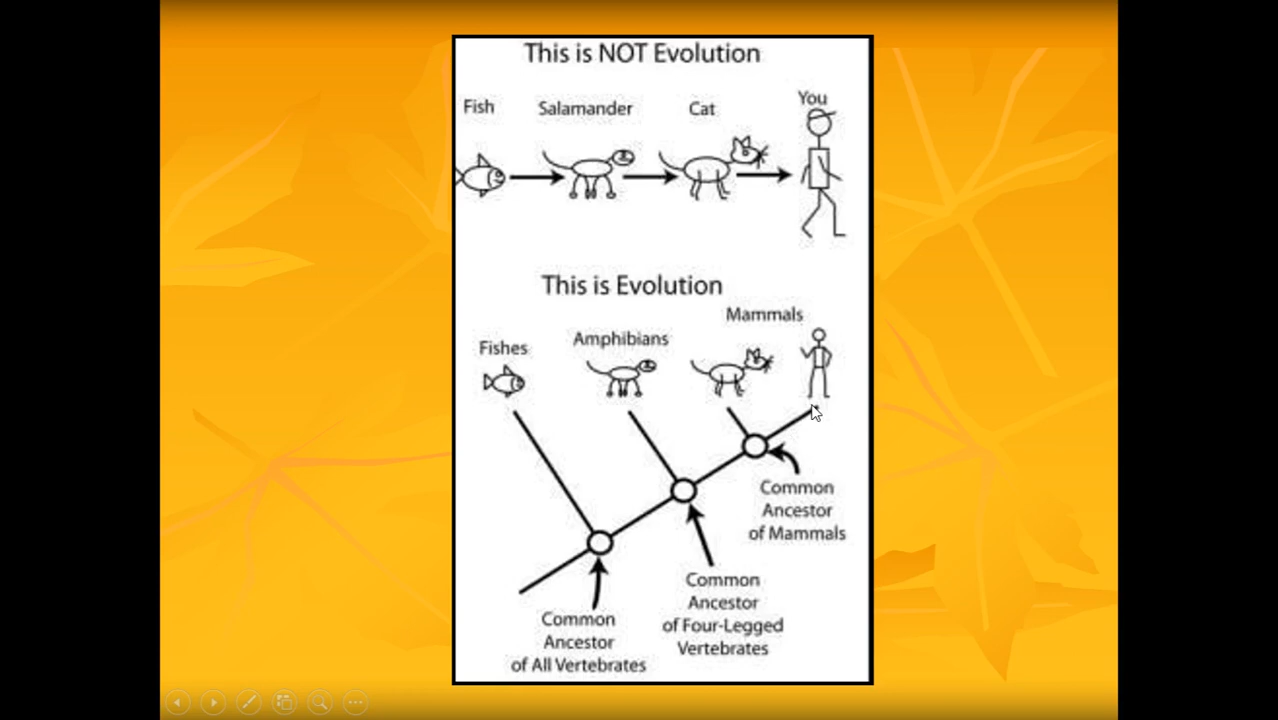 This is NOT Evolution
Fish Salamander Cat You
This is Evolution
Mammals
Amphibians
Fishes
Common
Ancestor
of Mammals
Common
Ancestor
of Four-Legged
Vertebrates
Common
Ancestor
of All Vertebrates